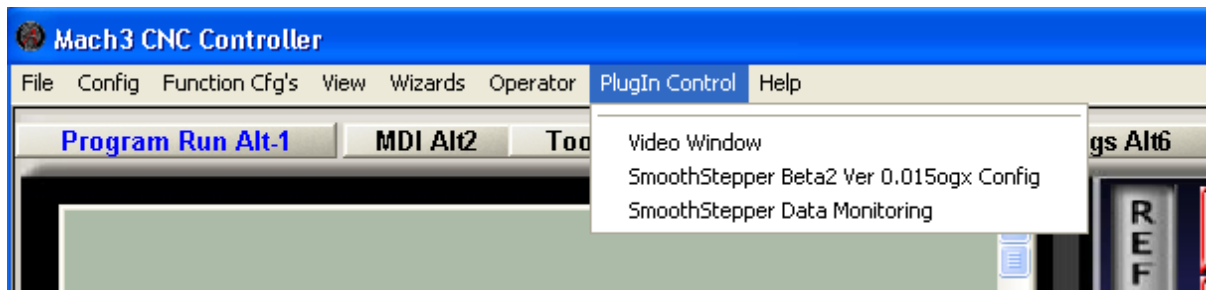 Mach3 CNC Controller
File Config Function Cfg's View Wizards Operator PlugIn Control Help
Program Run Alt-1 MDI Alt2 Too gs Alt6
Video Window
SmoothStepper Beta2 Ver 0.015ogx Config
SmoothStepper Data Monitoring
REF